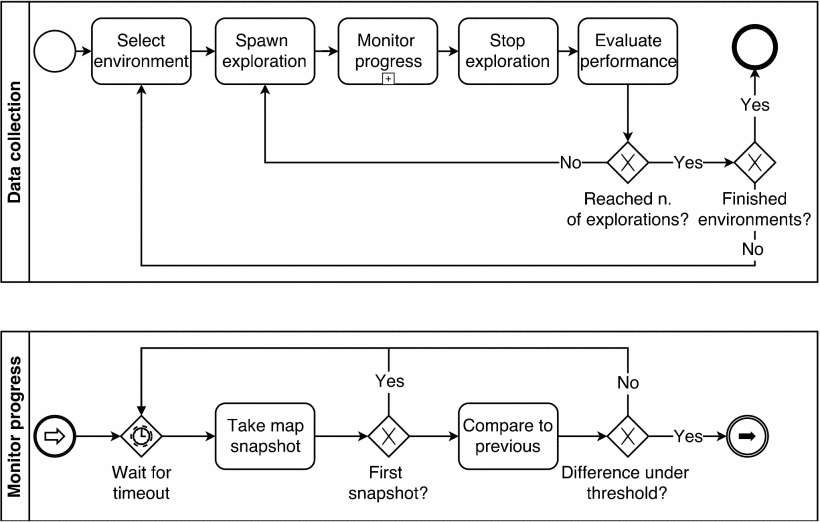 Data collection
Select
environment
Spawn
exploration
Monitor
progress
+
Stop
exploration
Evaluate
performance
Yes
No
X
Yes
X
Reached n.
of explorations?
Finished
environments?
No
Monitor progress
Yes
No
Take map
snapshot
X
Compare to
previous
X
Yes
Wait for
timeout
First
snapshot?
Difference under
threshold?